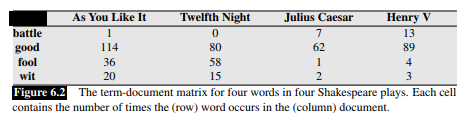 As You Like It Twelfth Night Julius Caesar Henry V
battle 1 0 7 13
good 114 80 62 89
fool 36 58 1 4
wit 20 15 2 3
Figure 6.2 The term-document matrix for four words in four Shakespeare plays. Each cell
contains the number of times the (row) word occurs in the (column) document.